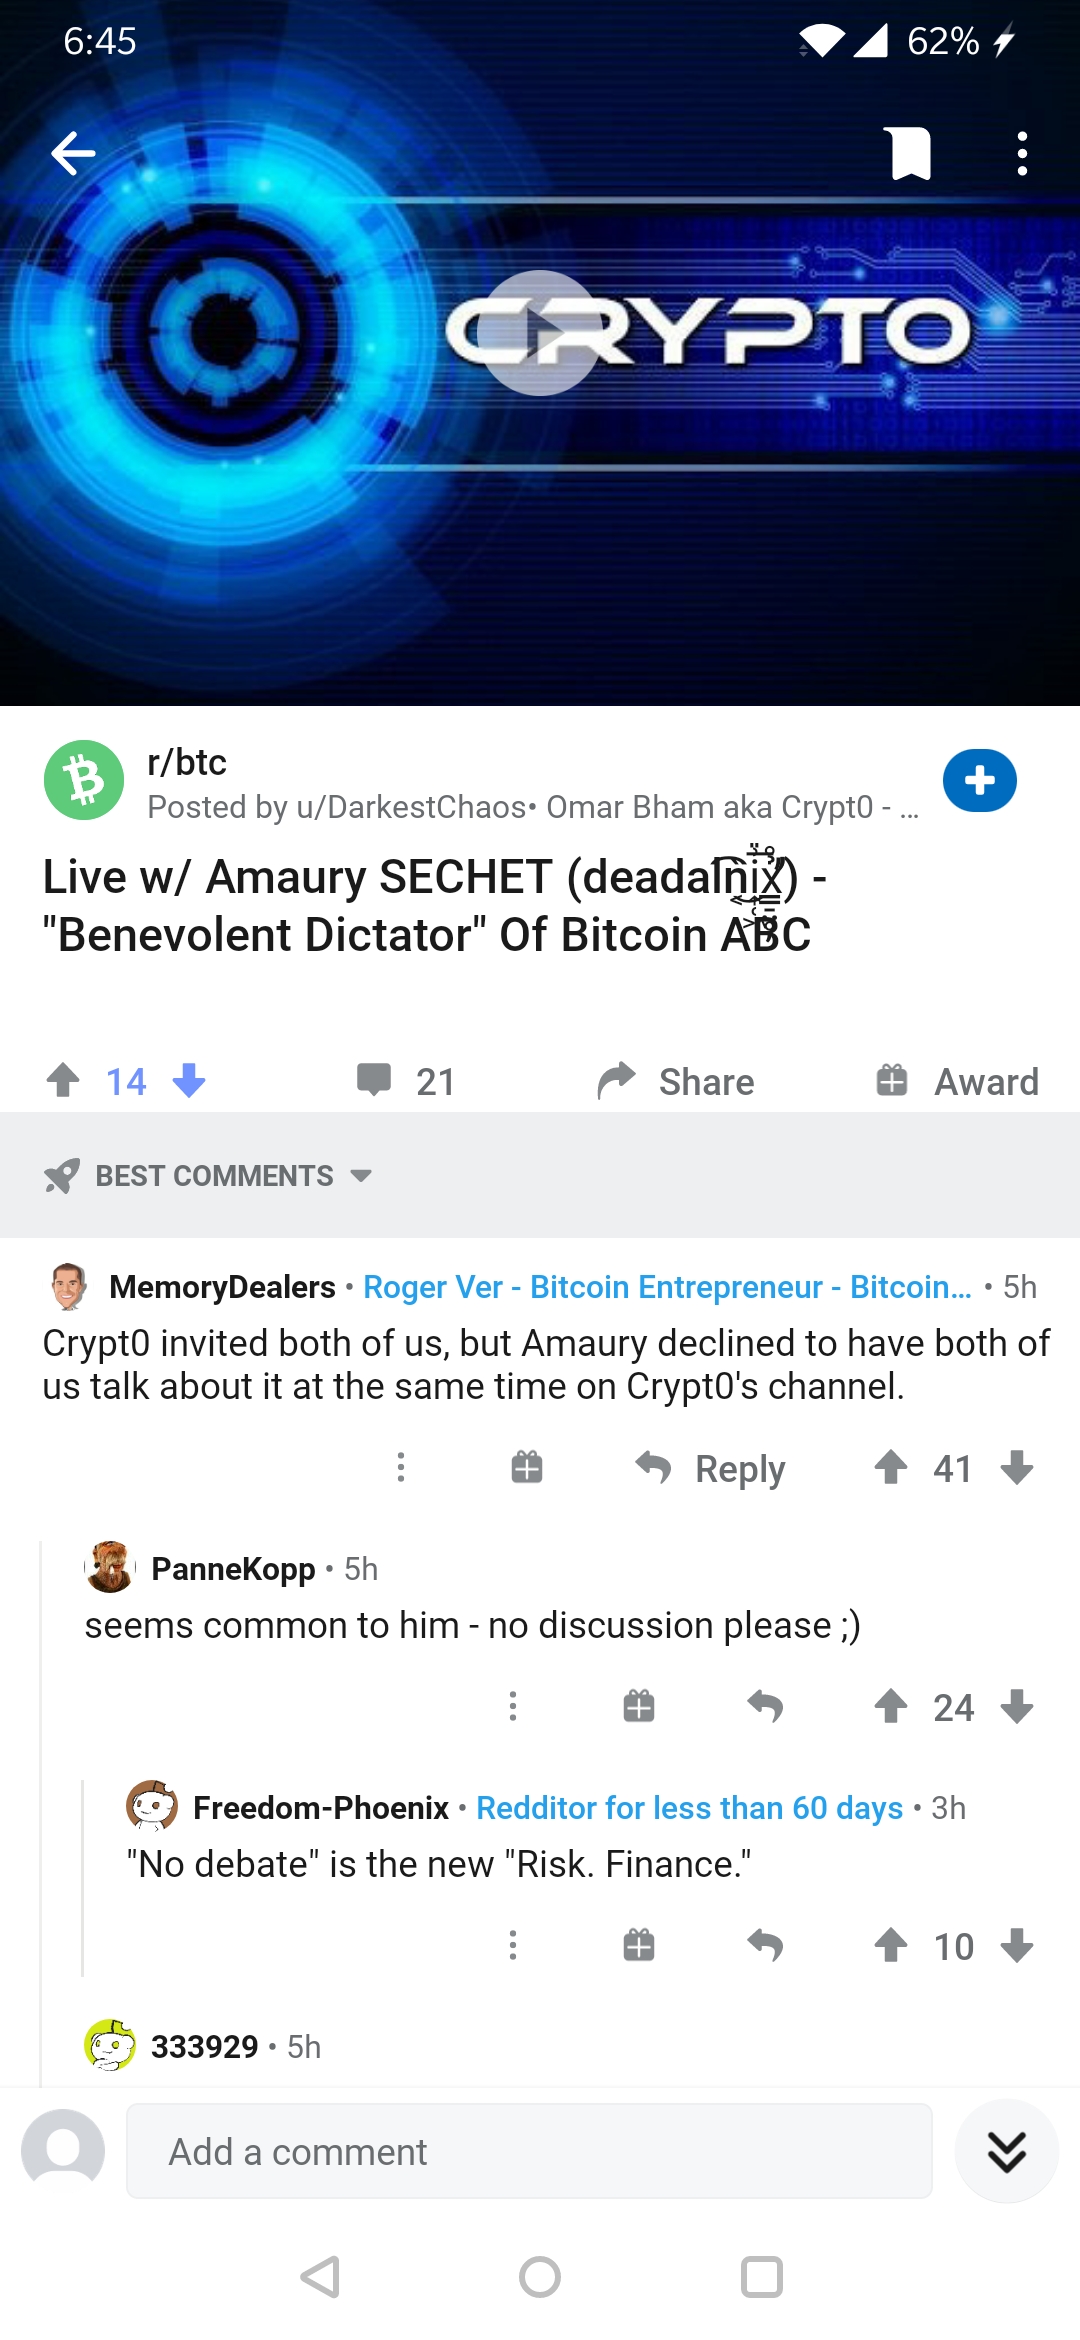 6:45
62%
CRYPTO
r/btc
Posted by u/DarkestChaos• Omar Bham aka Crypt0 - ...
Live w/ Amaury SECHET (deadalnix) -
"Benevolent Dictator" Of Bitcoin ABC
14
21
Share
Award
BEST COMMENTS
MemoryDealers • Roger Ver - Bitcoin Entrepreneur - Bitcoin... • 5h
Crypt0 invited both of us, but Amaury declined to have both of
us talk about it at the same time on Crypt0's channel.
Reply
41
PanneKopp • 5h
seems common to him - no discussion please ;)
24
Freedom-Phoenix • Redditor for less than 60 days • 3h
"No debate" is the new "Risk. Finance."
10
333929 • 5h
Add a comment